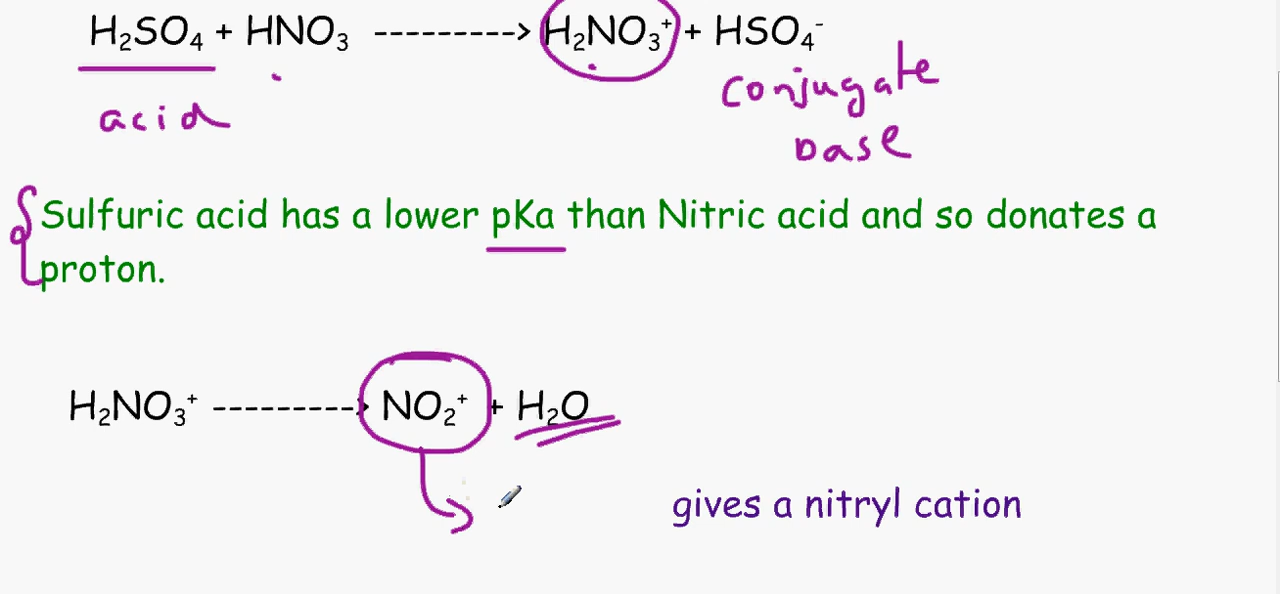 H₂SO₄ + HNO₃ ----------> H₂NO₃⁺ + HSO₄⁻
acid
conjugate
base
Sulfuric acid has a lower pKa than Nitric acid and so donates a
proton.
H₂NO₃⁺ ----------> NO₂⁺ + H₂O
gives a nitryl cation